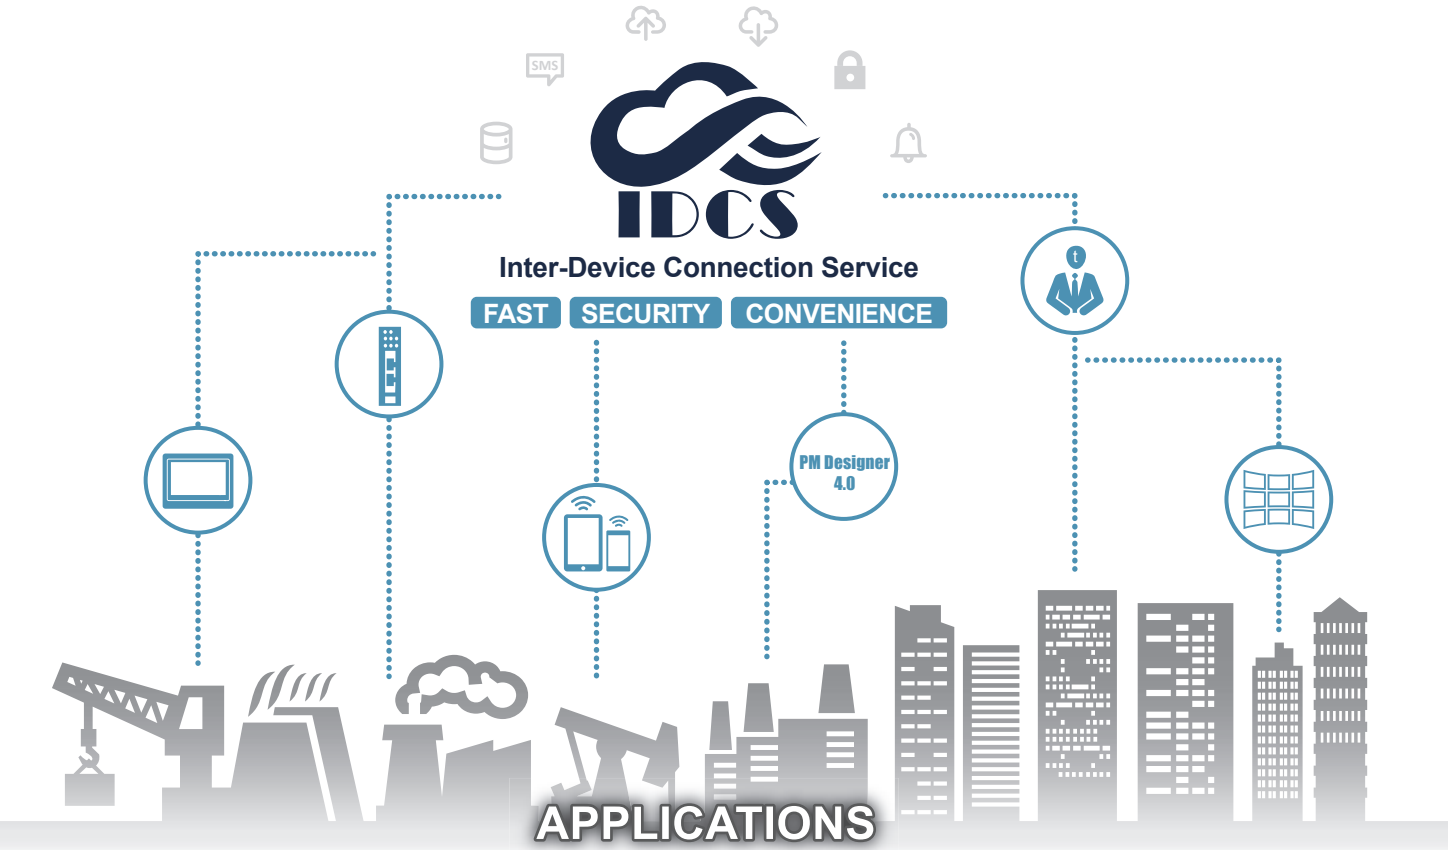 SMS
IDCS
Inter-Device Connection Service
FAST SECURITY CONVENIENCE
t
PM Designer
4.0
APPLICATIONS